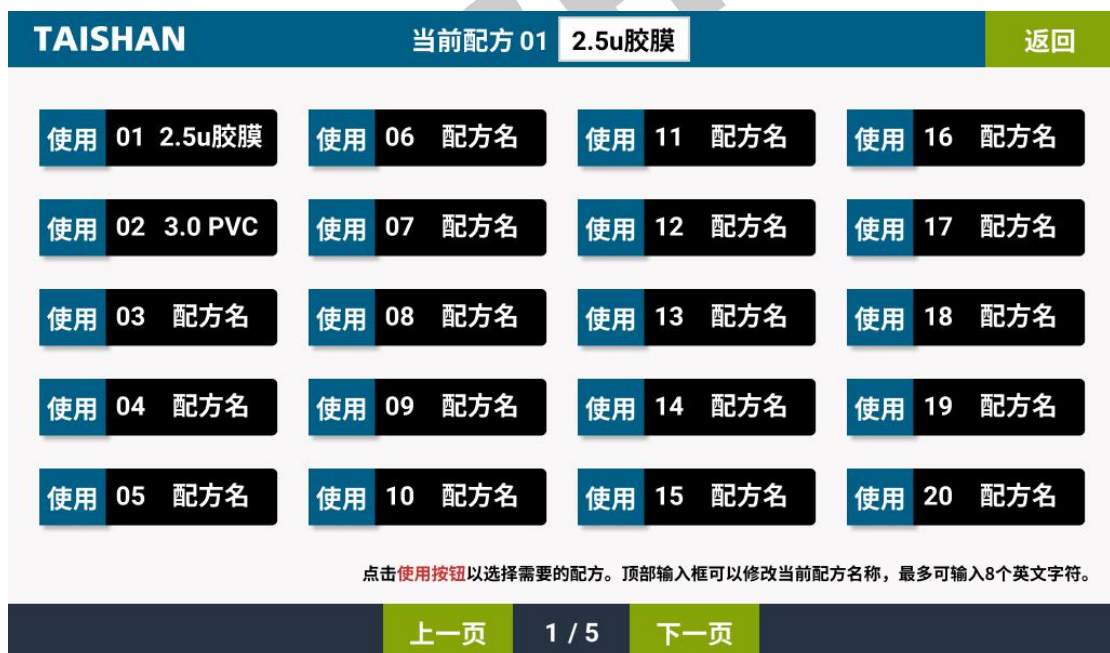 TAISHAN 当前配方 01 2.5u胶膜 返回
使用 01 2.5u胶膜 使用 06 配方名 使用 11 配方名 使用 16 配方名
使用 02 3.0 PVC 使用 07 配方名 使用 12 配方名 使用 17 配方名
使用 03 配方名 使用 08 配方名 使用 13 配方名 使用 18 配方名
使用 04 配方名 使用 09 配方名 使用 14 配方名 使用 19 配方名
使用 05 配方名 使用 10 配方名 使用 15 配方名 使用 20 配方名
点击使用按钮以选择需要的配方。顶部输入框可以修改当前配方名称，最多可输入8个英文字符。
上一页 1 / 5 下一页